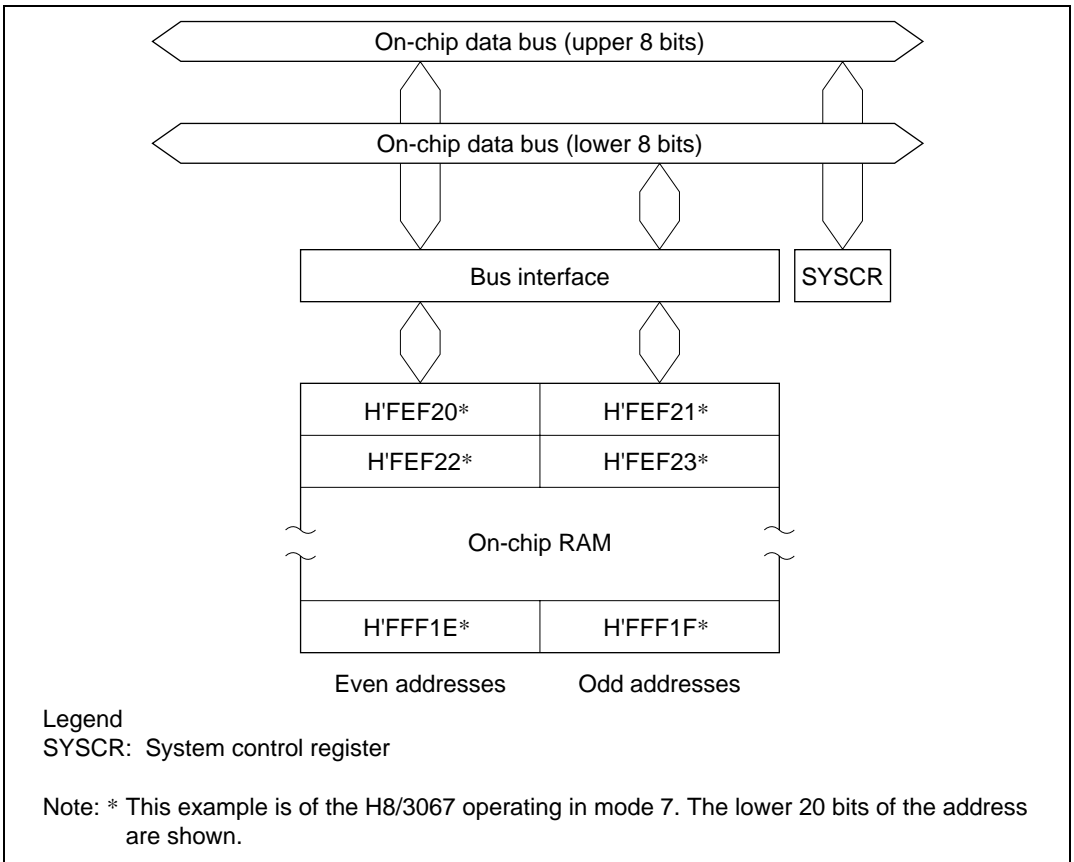 On-chip data bus (upper 8 bits)
On-chip data bus (lower 8 bits)
Bus interface
SYSCR
H'FEF20*
H'FEF21*
H'FEF22*
H'FEF23*
On-chip RAM
H'FFF1E*
H'FFF1F*
Even addresses
Odd addresses
Legend
SYSCR: System control register
Note: * This example is of the H8/3067 operating in mode 7. The lower 20 bits of the address
are shown.